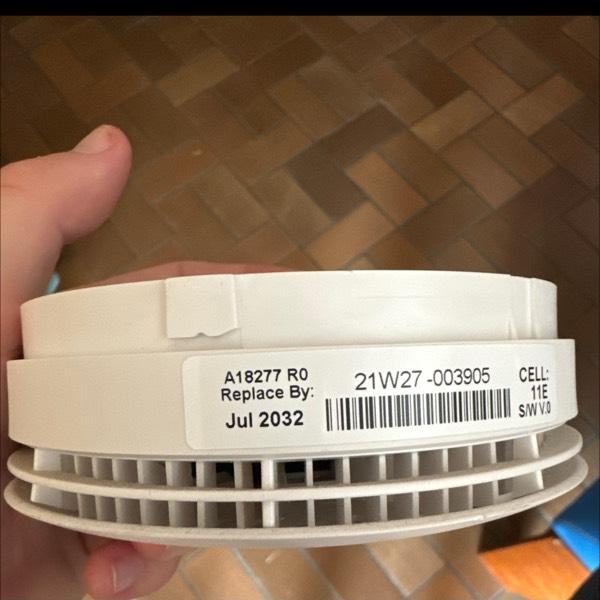 A18277 R0
Replace By:
Jul 2032
21W27-003905
CELL:
11E
S/W V.0